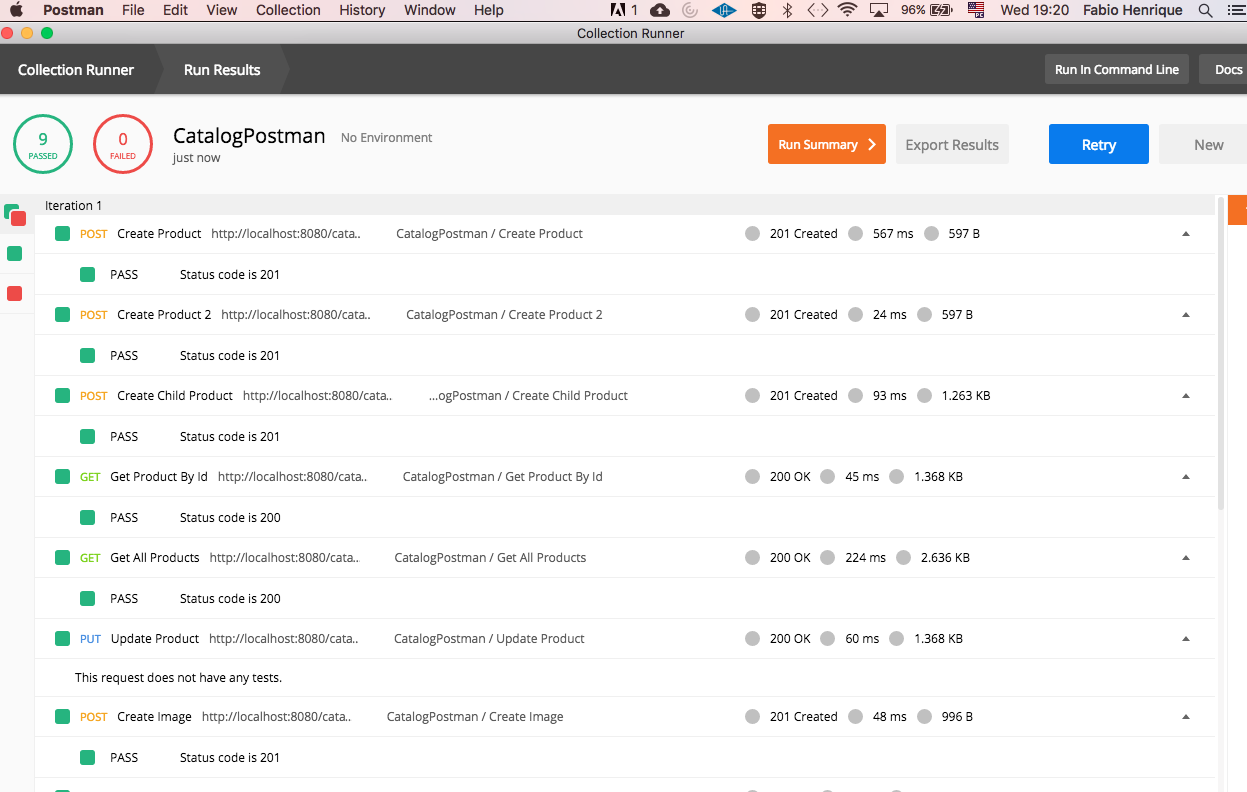 Postman File Edit View Collection History Window Help 1 96% Wed 19:20 Fabio Henrique
Collection Runner
Collection Runner Run Results Run In Command Line Docs
9 PASSED 0 FAILED CatalogPostman No Environment just now Run Summary Export Results Retry New
Iteration 1
POST Create Product http://localhost:8080/cata.. CatalogPostman / Create Product 201 Created 567 ms 597 B
PASS Status code is 201
POST Create Product 2 http://localhost:8080/cata.. CatalogPostman / Create Product 2 201 Created 24 ms 597 B
PASS Status code is 201
POST Create Child Product http://localhost:8080/cata.. ...ogPostman / Create Child Product 201 Created 93 ms 1.263 KB
PASS Status code is 201
GET Get Product By Id http://localhost:8080/cata.. CatalogPostman / Get Product By Id 200 OK 45 ms 1.368 KB
PASS Status code is 200
GET Get All Products http://localhost:8080/cata.. CatalogPostman / Get All Products 200 OK 224 ms 2.636 KB
PASS Status code is 200
PUT Update Product http://localhost:8080/cata.. CatalogPostman / Update Product 200 OK 60 ms 1.368 KB
This request does not have any tests.
POST Create Image http://localhost:8080/cata.. CatalogPostman / Create Image 201 Created 48 ms 996 B
PASS Status code is 201